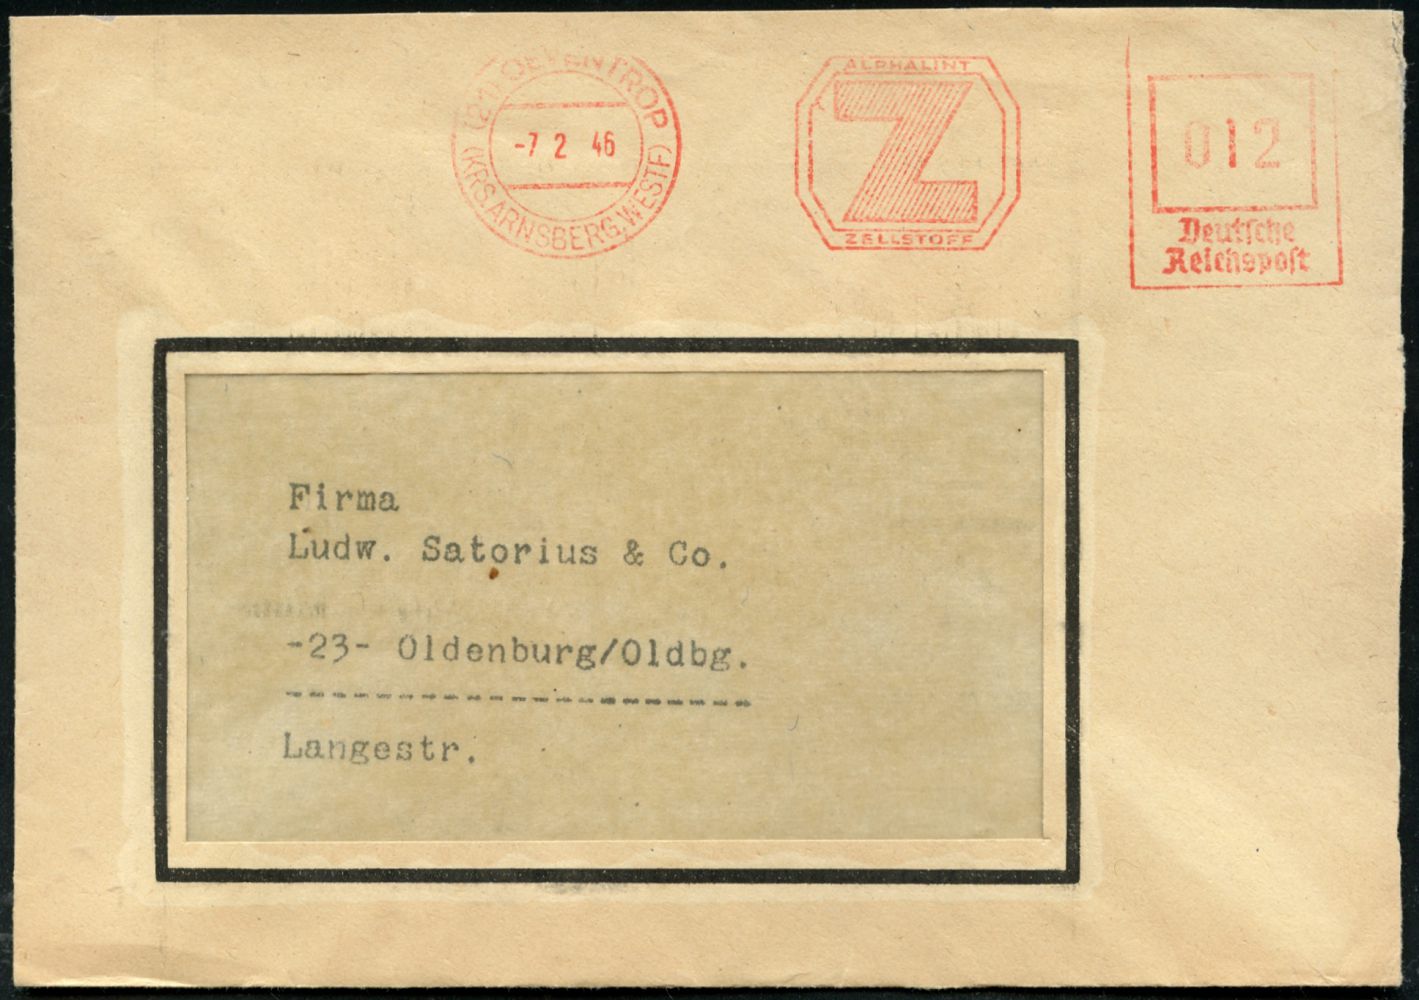 (21) OEVENTROP
-7 2 46
(KRS.ARNSBERG, WESTF)
ALPHALINT
Z
ZELLSTOFF
012
Deutsche
Reichspost
Firma
Ludw. Satorius & Co.
-23- Oldenburg/Oldbg.
Langestr.